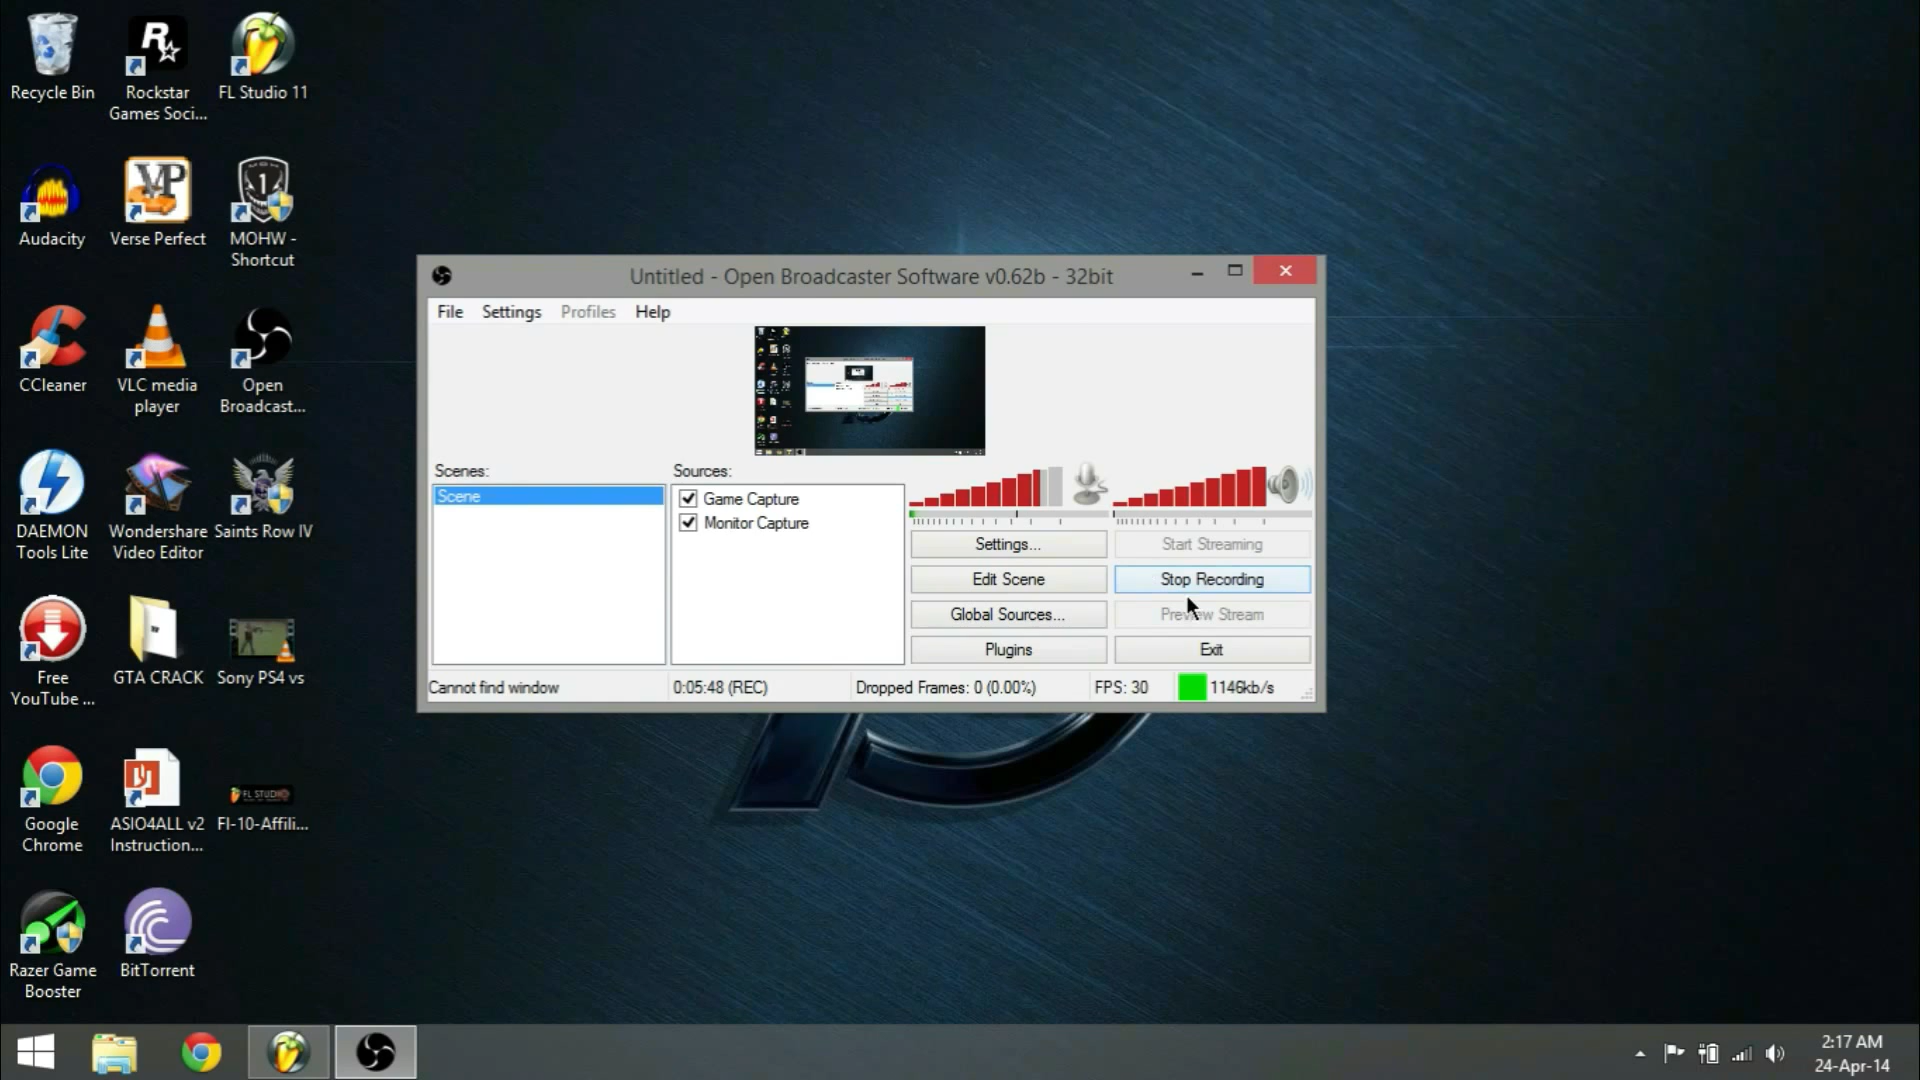 Recycle Bin
Rockstar
Games Soci...
FL Studio 11
Audacity
VP
Verse Perfect
1
MOHW -
Shortcut
CCleaner
VLC media
player
Open
Broadcast...
DAEMON
Tools Lite
Wondershare
Video Editor
Saints Row IV
Free
YouTube ...
GTA CRACK
Sony PS4 vs
Google
Chrome
ASIO4ALL v2
Instruction...
FL STUDIO
Fl-10-Affili...
Razer Game
Booster
BitTorrent
Untitled - Open Broadcaster Software v0.62b - 32bit
File
Settings
Profiles
Help
Scenes:
Scene
Sources:
Game Capture
Monitor Capture
Settings...
Start Streaming
Edit Scene
Stop Recording
Global Sources...
Preview Stream
Plugins
Exit
Cannot find window
0:05:48 (REC)
Dropped Frames: 0 (0.00%)
FPS: 30
1146kb/s
2:17 AM
24-Apr-14